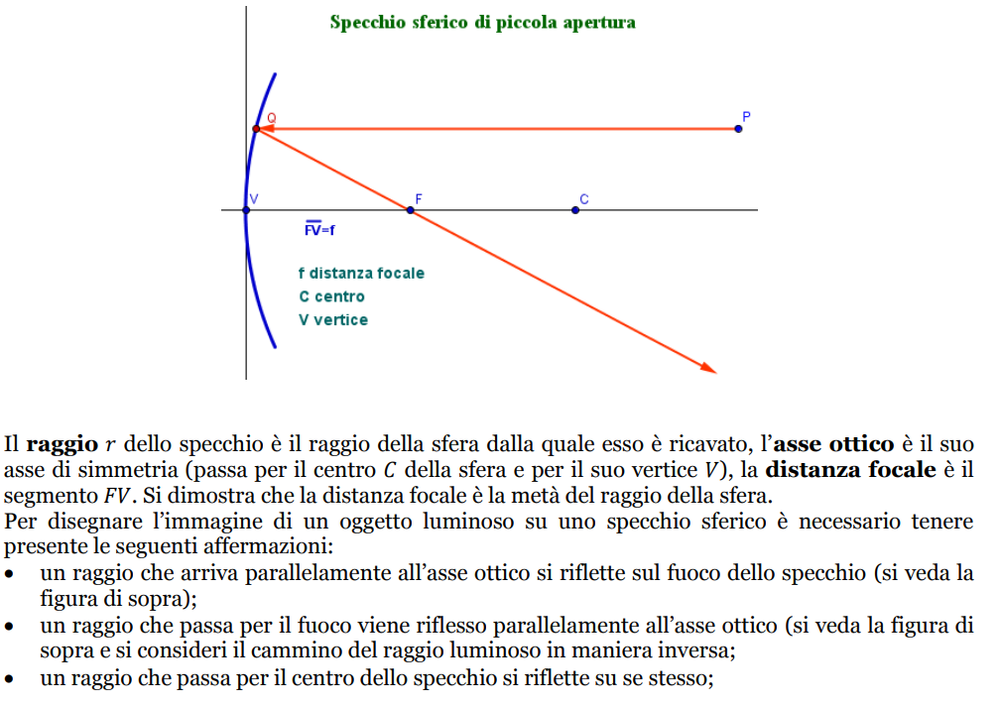 Specchio sferico di piccola apertura
Q
P
V
F
C
FV=f
f distanza focale
C centro
V vertice
Il raggio r dello specchio è il raggio della sfera dalla quale esso è ricavato, l’asse ottico è il suo
asse di simmetria (passa per il centro C della sfera e per il suo vertice V), la distanza focale è il
segmento FV. Si dimostra che la distanza focale è la metà del raggio della sfera.
Per disegnare l’immagine di un oggetto luminoso su uno specchio sferico è necessario tenere
presente le seguenti affermazioni:
• un raggio che arriva parallelamente all’asse ottico si riflette sul fuoco dello specchio (si veda la
figura di sopra);
• un raggio che passa per il fuoco viene riflesso parallelamente all’asse ottico (si veda la figura di
sopra e si consideri il cammino del raggio luminoso in maniera inversa;
• un raggio che passa per il centro dello specchio si riflette su se stesso;